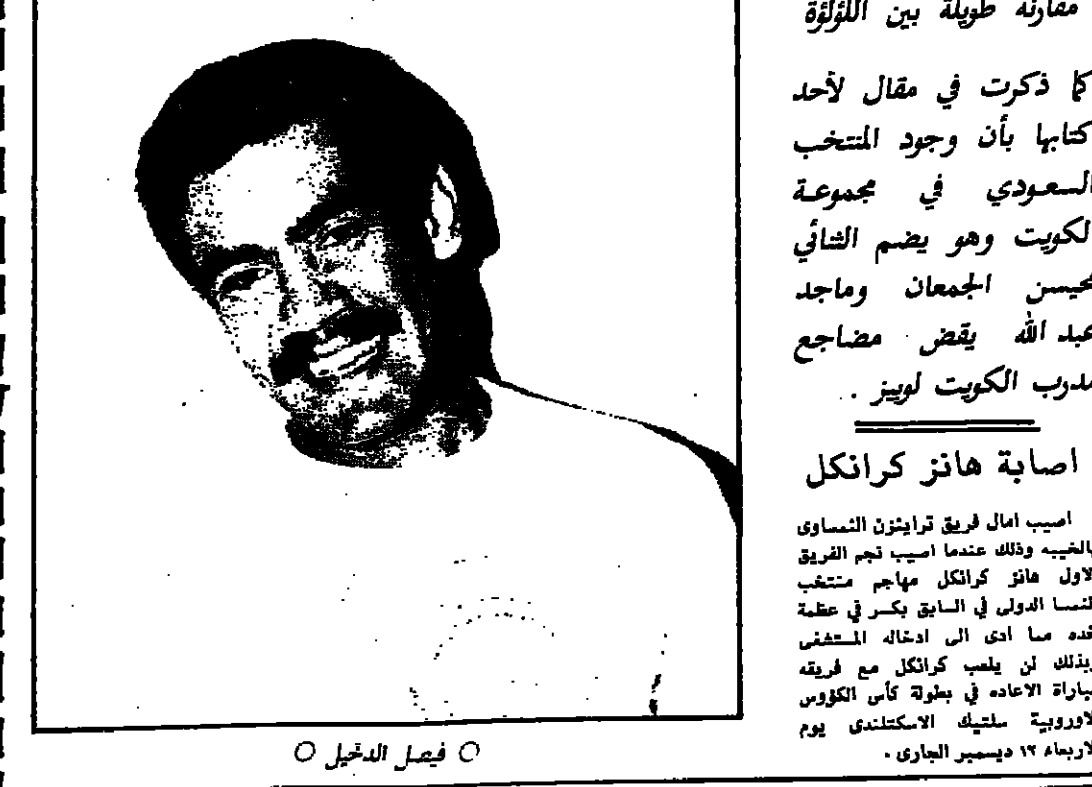 مقارنه طويلة بين اللؤلؤة
كما ذكرت في مقال لأحد
كتابها بأن وجود المنتخب
السعودي في مجموعة
الكويت وهو يضم الثنائي
محيسن الجمعان وماجد
عبد الله يقض مضاجع
مدرب الكويت لوبيز .
اصابة هانز كرانكل
اصيب امال فريق تراينزن النمساوى
بالخيبه وذلك عندما اصيب نجم الفريق
الاول هانز كرانكل مهاجم منتخب
النمسا الدولى في السابق بكسر في عظمة
مما ادى الى ادخاله المستشفى
وبذلك لن يلعب كرانكل مع فريقه
مباراة الاعاده في بطولة كأس الكؤوس
الاوروبية سلتيك الاسكتلندى يوم
الاربعاء ١٢ ديسمبر الجارى .
○ فيصل الدخيل ○